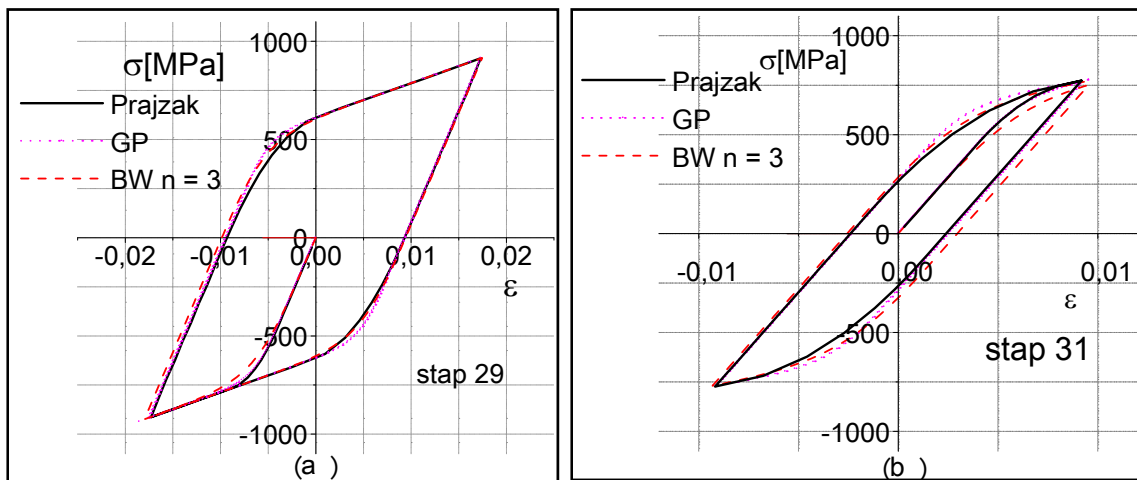 1000
σ[MPa]
Prajzak
GP
BW n = 3
500
0
-0,02
-0,01
0,00
0,01
0,02
ε
-500
stap 29
-1000
(a )
1000
σ[MPa]
Prajzak
GP
BW n = 3
500
0
-0,01
0,00
0,01
ε
-500
stap 31
-1000
(b )